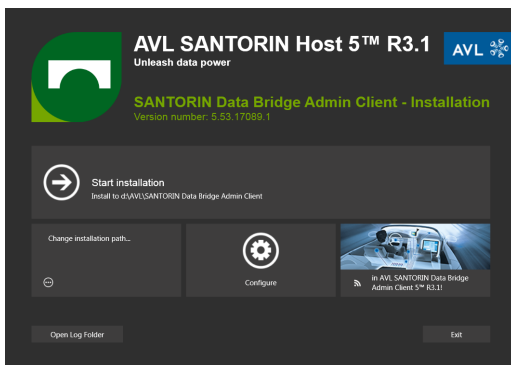 AVL SANTORIN Host 5™ R3.1
Unleash data power
AVL
SANTORIN Data Bridge Admin Client - Installation
Version number: 5.53.17089.1
Start installation
Install to d:\AVL\SANTORIN Data Bridge Admin Client
Change installation path...
Configure
in AVL SANTORIN Data Bridge
Admin Client 5™ R3.1!
Open Log Folder
Exit